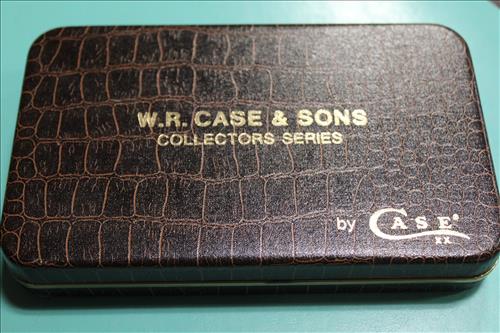 W.R. CASE & SONS
COLLECTORS SERIES
by CASE®
XX